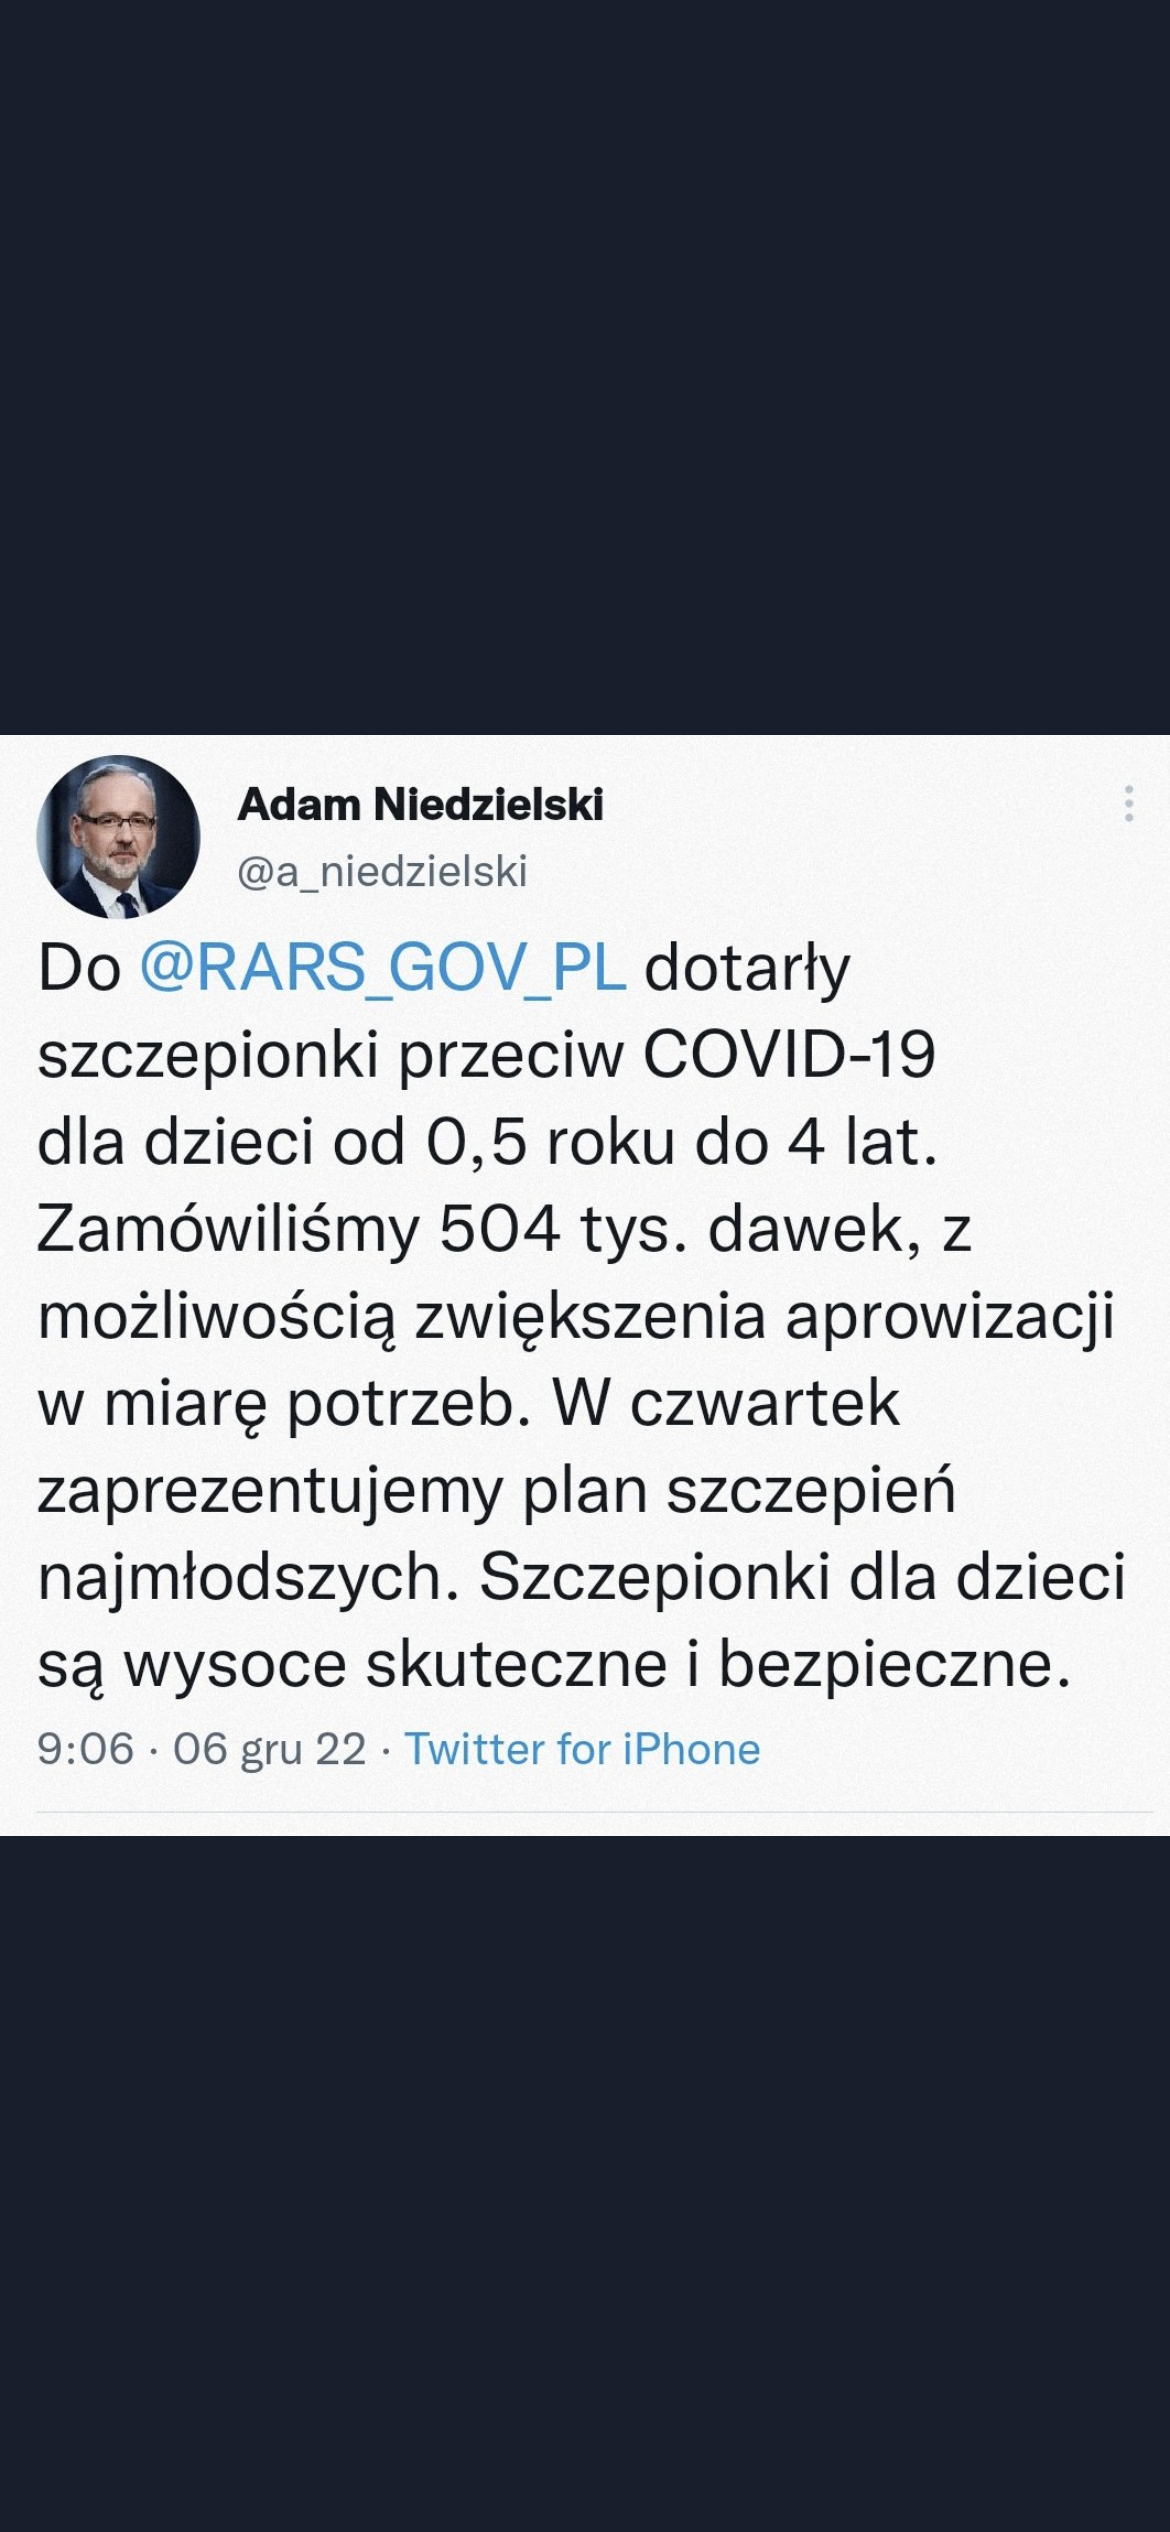 Adam Niedzielski
@a_niedzielski
Do @RARS_GOV_PL dotarły
szczepionki przeciw COVID-19
dla dzieci od 0,5 roku do 4 lat.
Zamówiliśmy 504 tys. dawek, z
możliwością zwiększenia aprowizacji
w miarę potrzeb. W czwartek
zaprezentujemy plan szczepień
najmłodszych. Szczepionki dla dzieci
są wysoce skuteczne i bezpieczne.
9:06 · 06 gru 22 · Twitter for iPhone